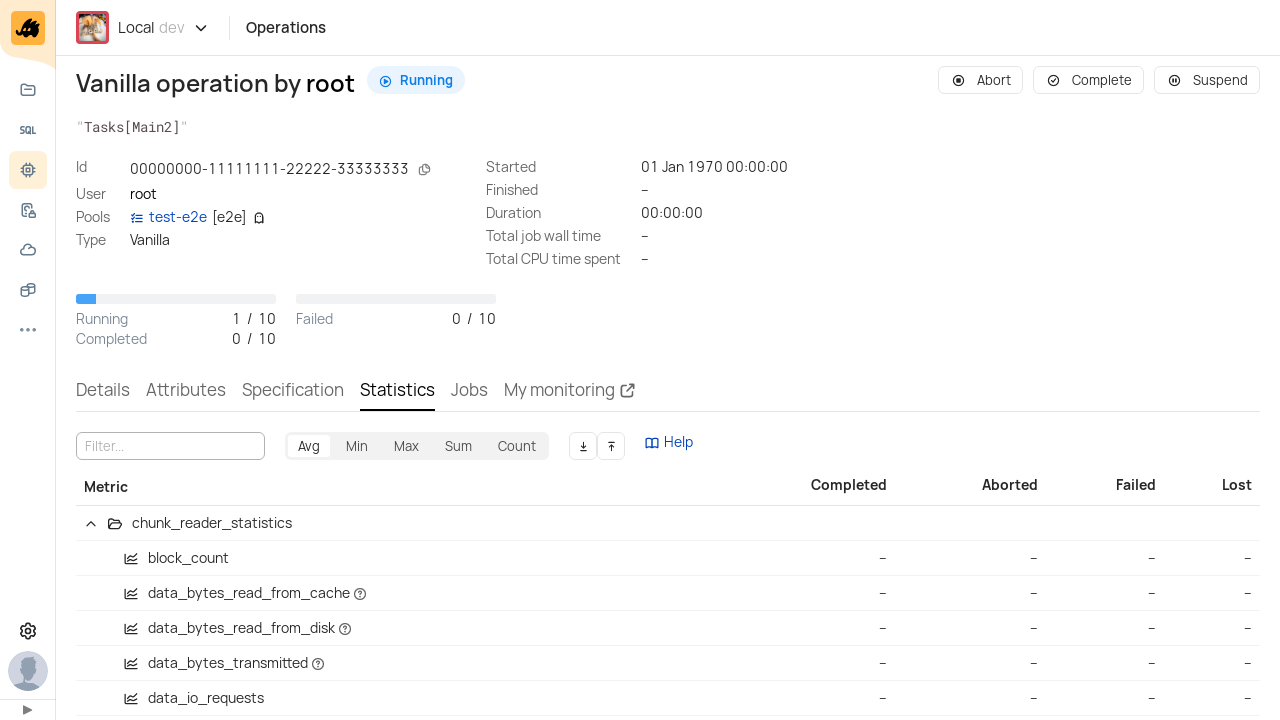 Local dev
Operations
SQL
Vanilla operation by root
Running
Abort
Complete
Suspend
"Tasks[Main2]"
Id 00000000-11111111-22222-33333333
User root
Pools test-e2e [e2e]
Type Vanilla
Started 01 Jan 1970 00:00:00
Finished –
Duration 00:00:00
Total job wall time –
Total CPU time spent –
Running 1 / 10
Completed 0 / 10
Failed 0 / 10
Details Attributes Specification Statistics Jobs My monitoring
Filter... Avg Min Max Sum Count Help
Metric Completed Aborted Failed Lost
chunk_reader_statistics
block_count – – – –
data_bytes_read_from_cache – – – –
data_bytes_read_from_disk – – – –
data_bytes_transmitted – – – –
data_io_requests – – – –